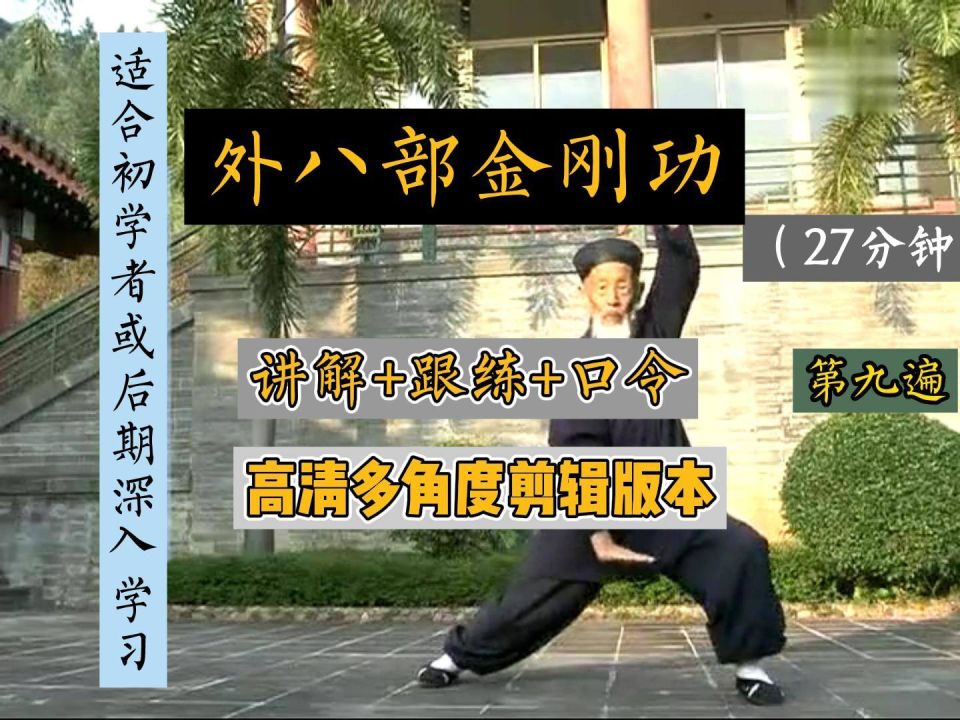 适合初学者或后期深入 学习
外八部金刚功
（27分钟
讲解+跟练+口令
第九遍
高清多角度剪辑版本